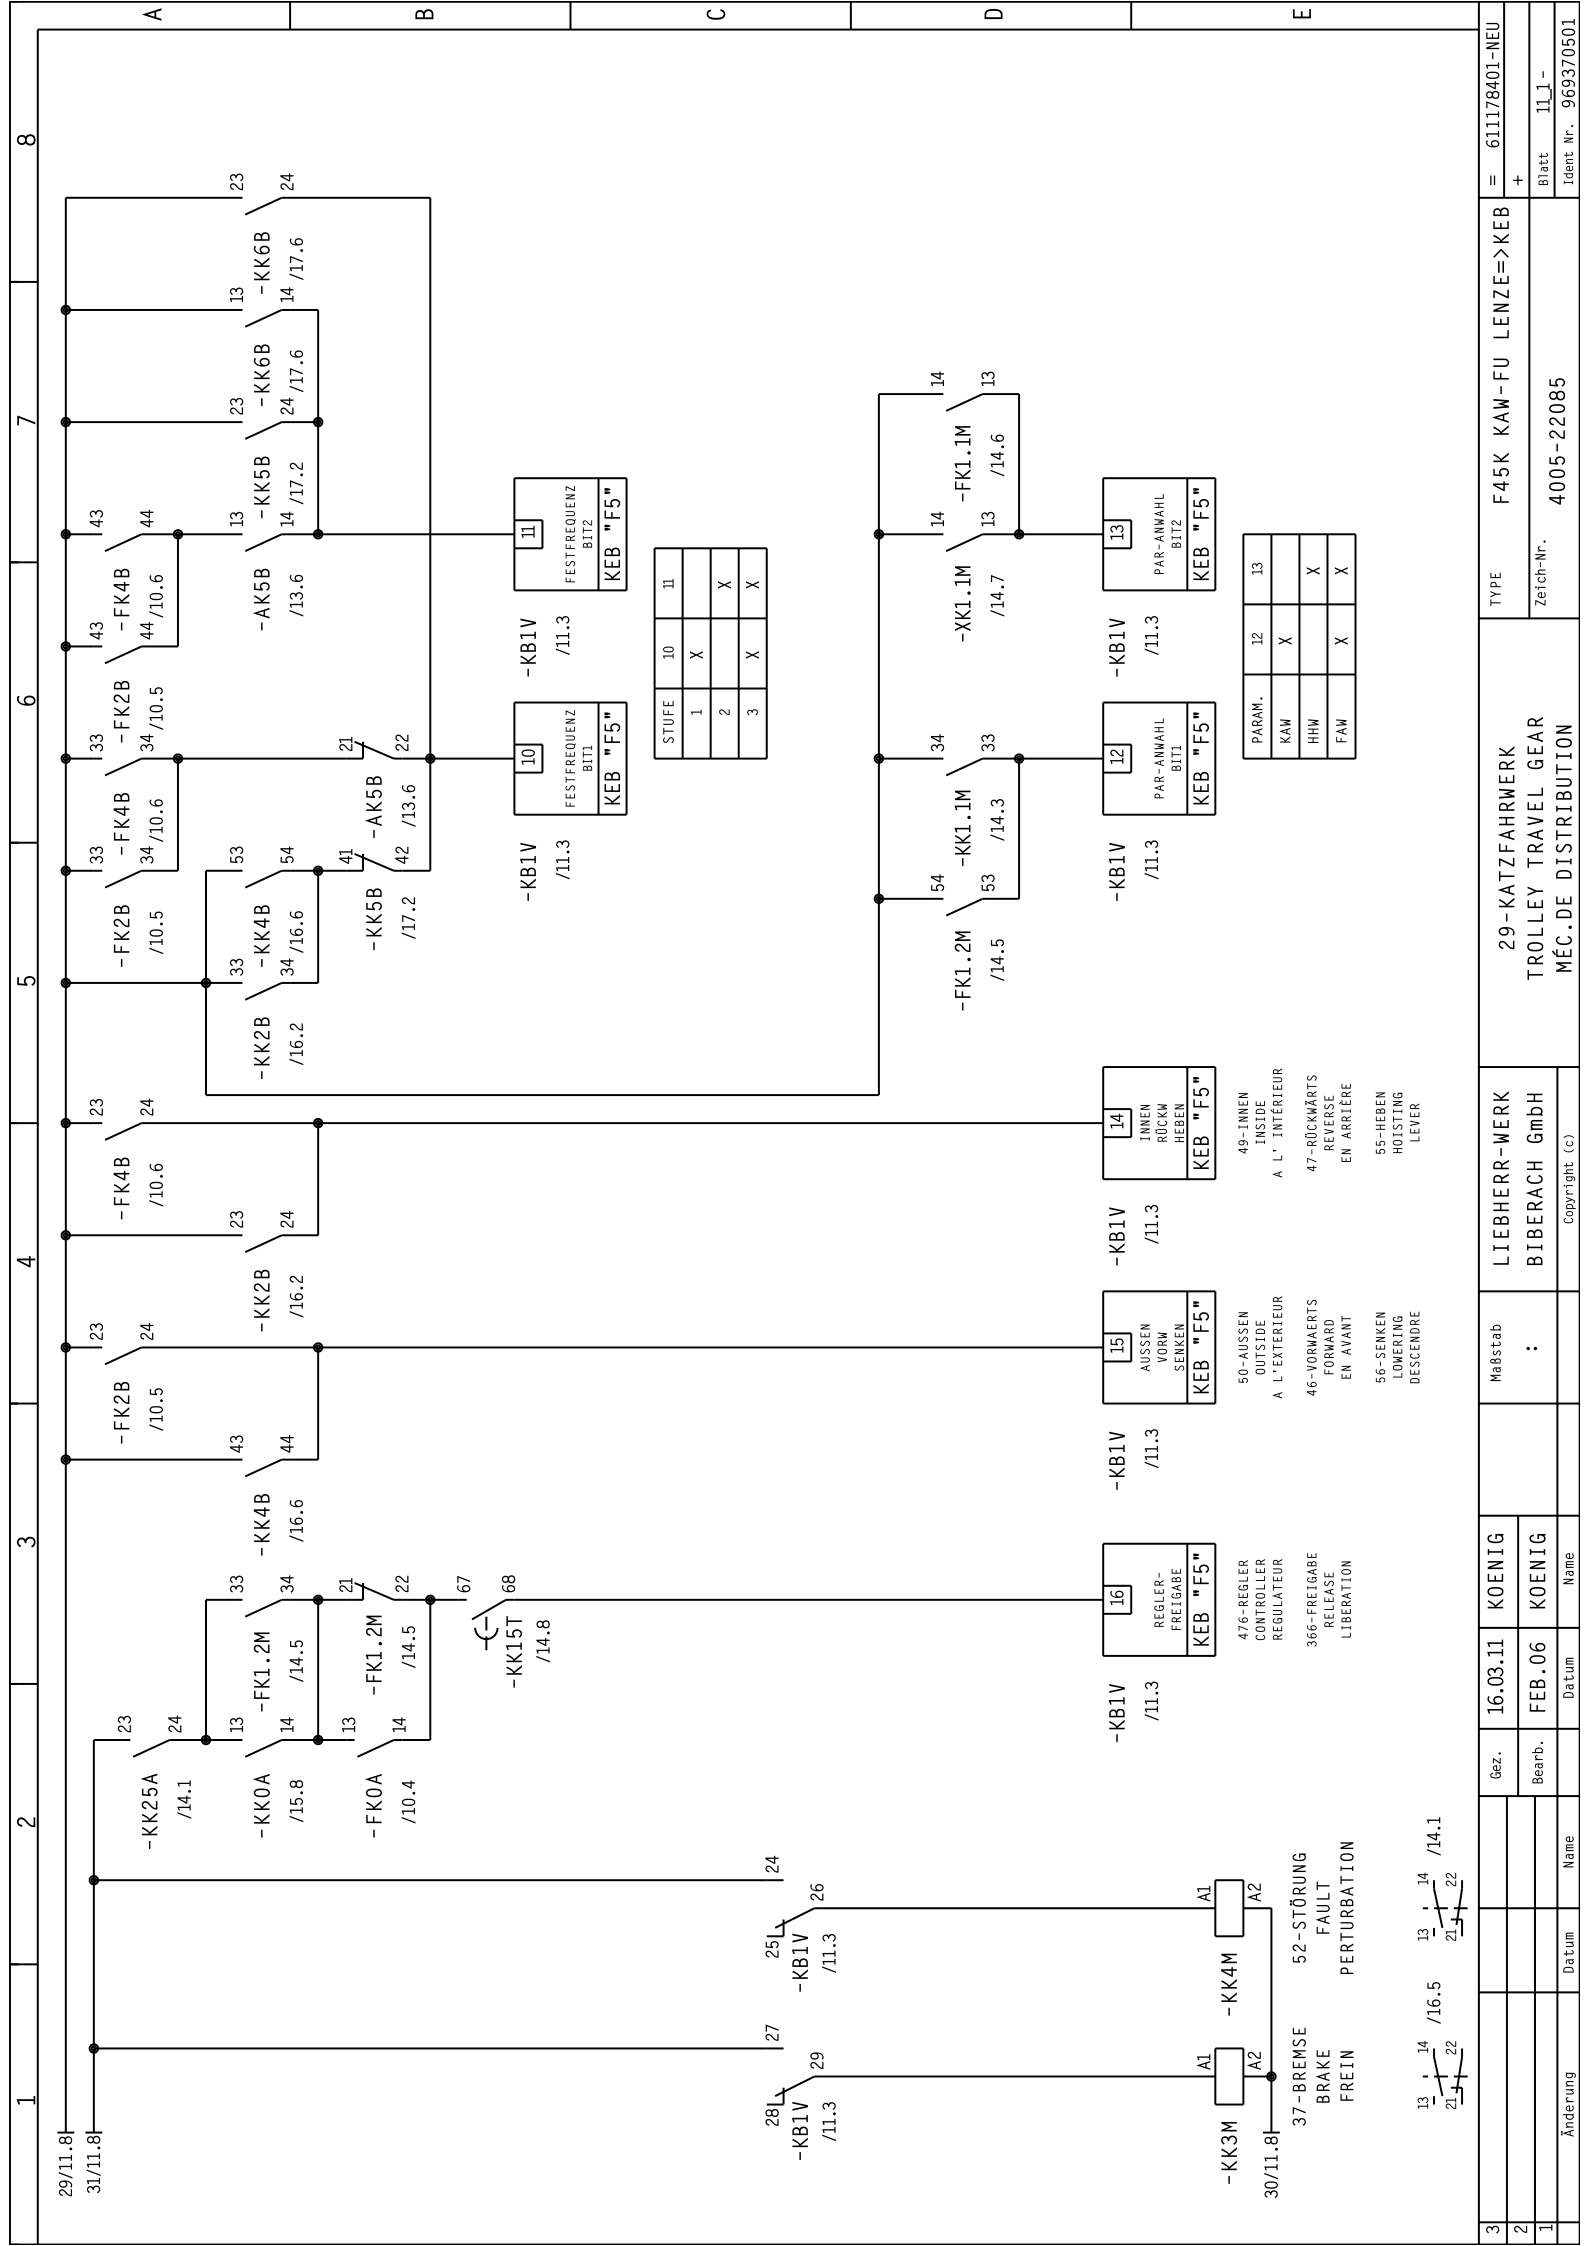 1 2 3 4 5 6 7 8
A
B
C
D
E
29/11.8
31/11.8
-KK25A
/14.1
23
24
-KK0A
/15.8
13
14
-FK1.2M
/14.5
33
34
-FK0A
/10.4
13
14
-FK1.2M
/14.5
21
22
-KK15T
/14.8
67
68
-KK4B
/16.6
43
44
-FK2B
/10.5
23
24
-KK2B
/16.2
23
24
-FK4B
/10.6
23
24
-KK2B
/16.2
33
34
-KK4B
/16.6
53
54
-FK2B
/10.5
33
34
-FK4B
/10.6
33
34
-KK5B
/17.2
41
42
-AK5B
/13.6
21
22
-FK2B
/10.5
43
44
-FK4B
/10.6
43
44
-AK5B
/13.6
13
14
-KK5B
/17.2
23
24
-KK6B
/17.6
13
14
-KK6B
/17.6
23
24
-KB1V
/11.3
10
FESTFREQUENZ
BIT1
KEB "F5"
-KB1V
/11.3
11
FESTFREQUENZ
BIT2
KEB "F5"
STUFE 10 11
1 X
2 X
3 X X
27
28
29
-KB1V
/11.3
24
25
26
-KB1V
/11.3
-FK1.2M
/14.5
54
53
-KK1.1M
/14.3
34
33
-XK1.1M
/14.7
14
13
-FK1.1M
/14.6
14
13
-KK3M
A1
A2
30/11.8
37-BREMSE
BRAKE
FREIN
-KK4M
A1
A2
52-STÖRUNG
FAULT
PERTURBATION
13 14
21 22
/16.5
13 14
21 22
/14.1
-KB1V
/11.3
16
REGLER-
FREIGABE
KEB "F5"
476-REGLER
CONTROLLER
REGULATEUR
366-FREIGABE
RELEASE
LIBERATION
-KB1V
/11.3
15
AUSSEN
VORW
SENKEN
KEB "F5"
50-AUSSEN
OUTSIDE
A L'EXTERIEUR
46-VORWAERTS
FORWARD
EN AVANT
56-SENKEN
LOWERING
DESCENDRE
-KB1V
/11.3
14
INNEN
RÜCKW
HEBEN
KEB "F5"
49-INNEN
INSIDE
A L' INTÉRIEUR
47-RÜCKWÄRTS
REVERSE
EN ARRIÈRE
55-HEBEN
HOISTING
LEVER
-KB1V
/11.3
12
PAR-ANWAHL
BIT1
KEB "F5"
-KB1V
/11.3
13
PAR-ANWAHL
BIT2
KEB "F5"
PARAM. 12 13
KAW X
HHW X
FAW X X
3
2
1
Änderung Datum Name
Gez. 16.03.11 KOENIG
Bearb. FEB.06 KOENIG
Datum Name
Maßstab
:
LIEBHERR-WERK
BIBERACH GmbH
Copyright (c)
29-KATZFAHRWERK
TROLLEY TRAVEL GEAR
MÉC.DE DISTRIBUTION
TYPE F45K KAW-FU LENZE=>KEB
Zeich-Nr. 4005-22085
= 611178401-NEU
+
Blatt 11_1 -
Ident Nr. 969370501